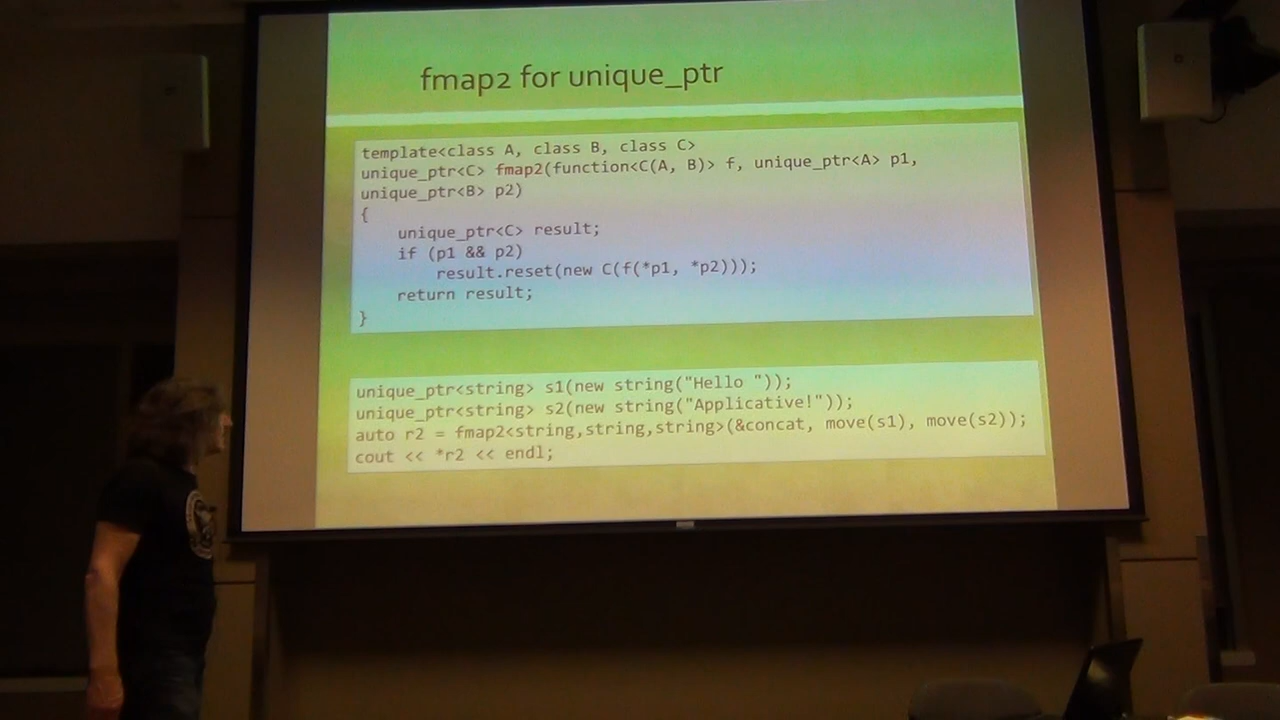 fmap2 for unique_ptr
template<class A, class B, class C>
unique_ptr<C> fmap2(function<C(A, B)> f, unique_ptr<A> p1,
unique_ptr<B> p2)
{
    unique_ptr<C> result;
    if (p1 && p2)
        result.reset(new C(f(*p1, *p2)));
    return result;
}
unique_ptr<string> s1(new string("Hello "));
unique_ptr<string> s2(new string("Applicative!"));
auto r2 = fmap2<string,string,string>(&concat, move(s1), move(s2));
cout << *r2 << endl;